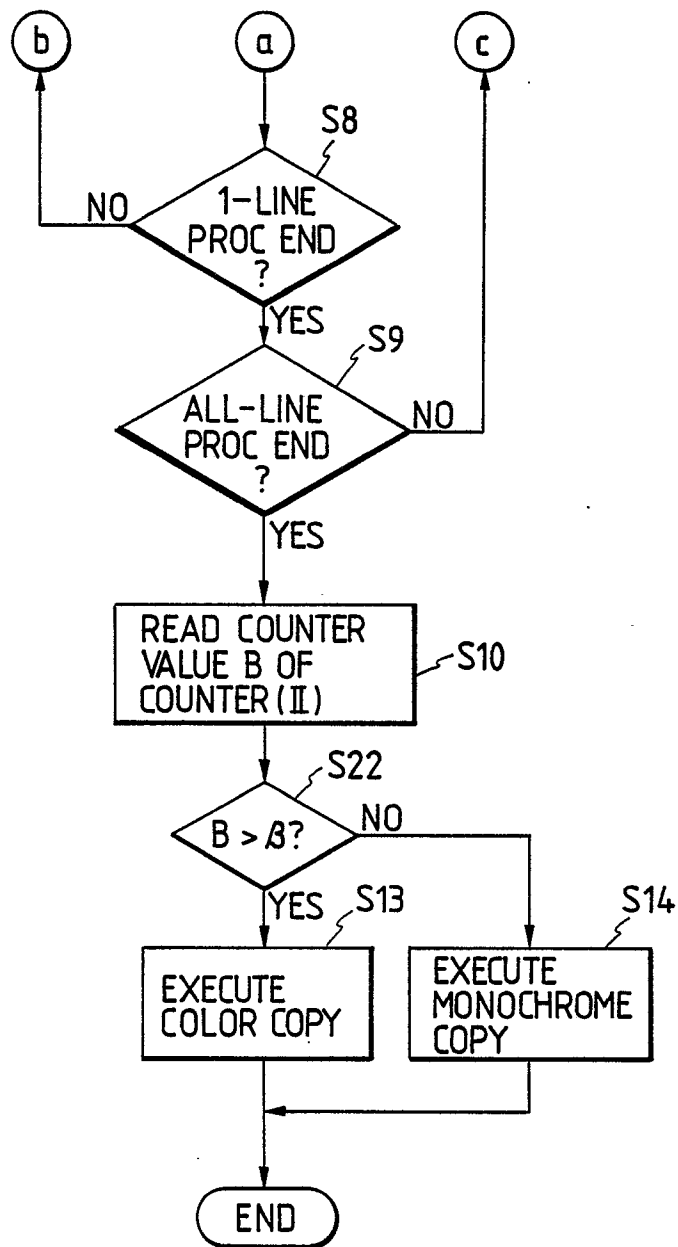 b
a
c
S8
1-LINE
PROC END
?
NO
YES
S9
ALL-LINE
PROC END
?
NO
YES
READ COUNTER
VALUE B OF
COUNTER (II)
S10
S22
B > β?
NO
YES
S13
EXECUTE
COLOR COPY
S14
EXECUTE
MONOCHROME
COPY
END